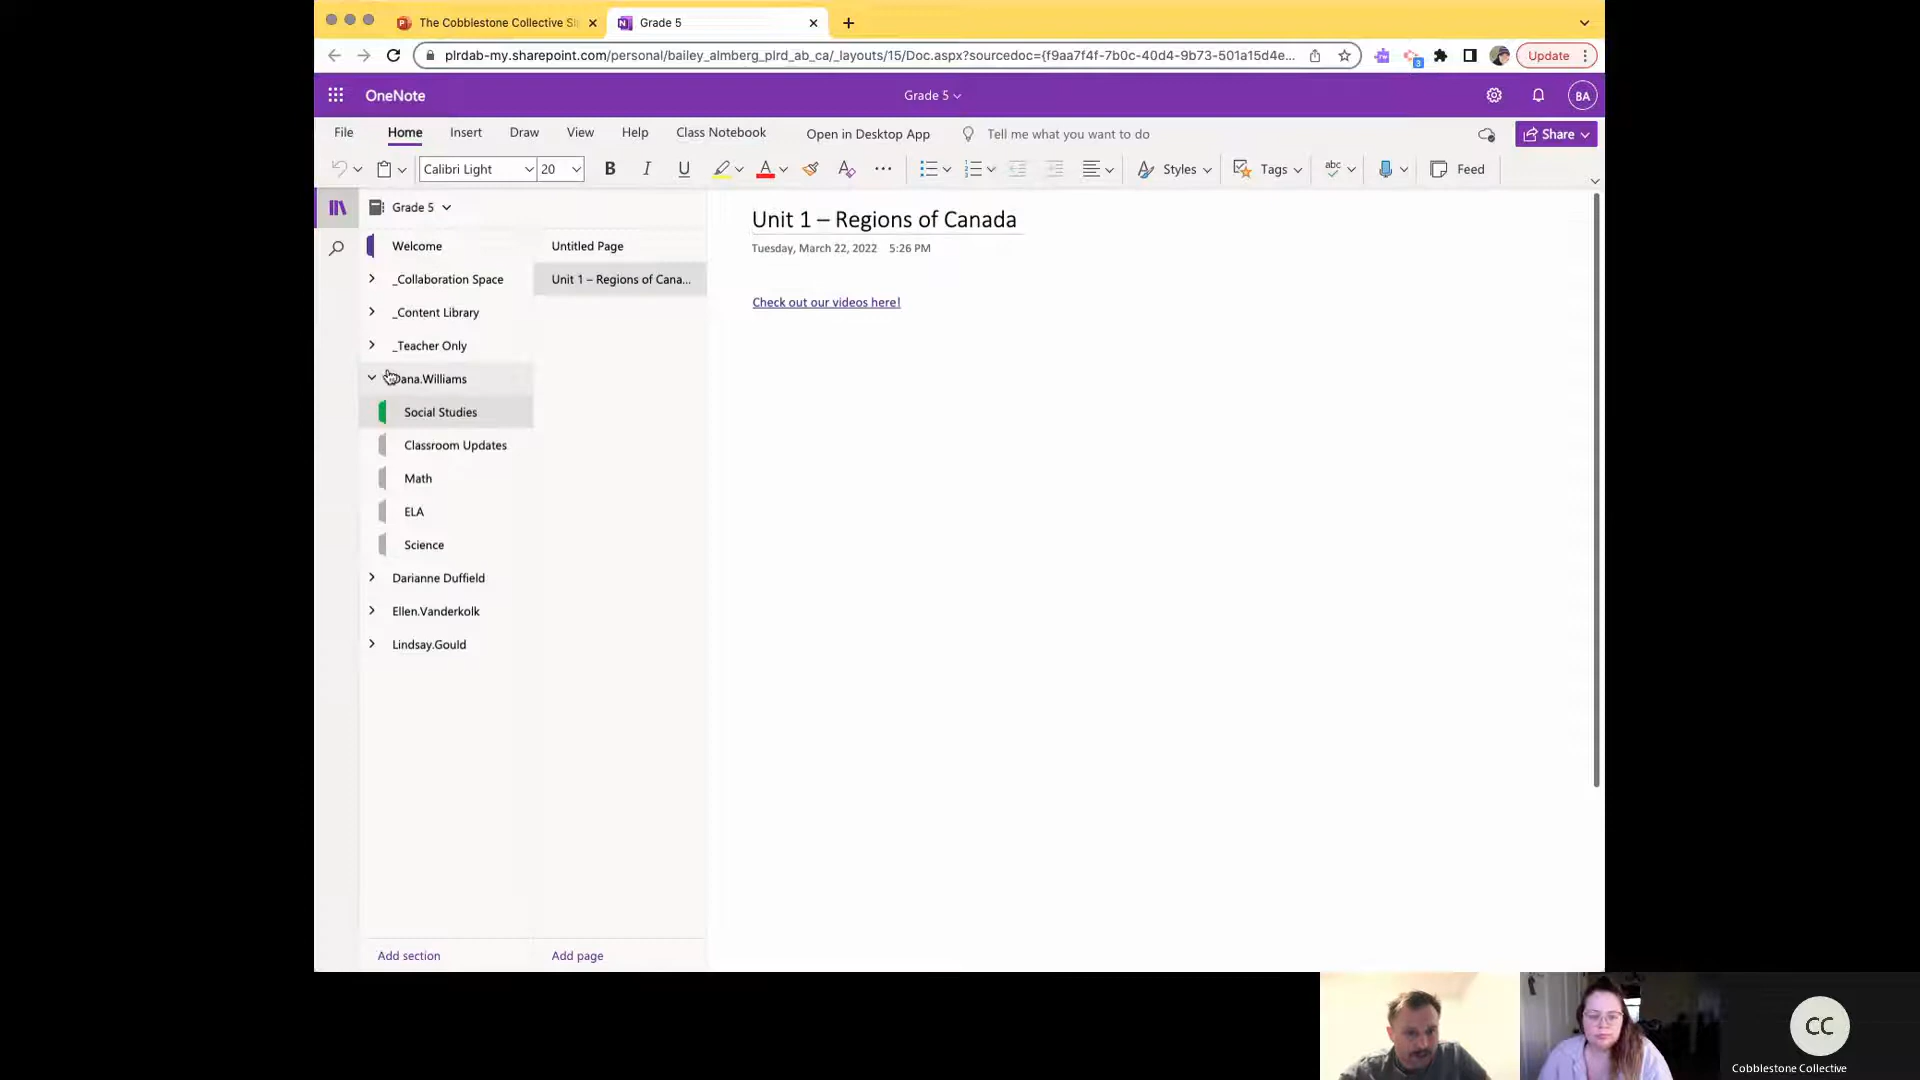 The Cobblestone Collective Sl
Grade 5
plrdab-my.sharepoint.com/personal/bailey_almberg_plrd_ab_ca/_layouts/15/Doc.aspx?sourcedoc={f9aa7f4f-7b0c-40d4-9b73-501a15d4e...
3
Update
OneNote
Grade 5
BA
File Home Insert Draw View Help Class Notebook Open in Desktop App Tell me what you want to do
Share
Calibri Light 20 B I U A A ... Styles Tags abc Feed
Grade 5
Welcome
_Collaboration Space
_Content Library
_Teacher Only
Dana.Williams
Social Studies
Classroom Updates
Math
ELA
Science
Darianne Duffield
Ellen.Vanderkolk
Lindsay.Gould
Add section
Untitled Page
Unit 1 – Regions of Cana...
Add page
Unit 1 – Regions of Canada
Tuesday, March 22, 2022 5:26 PM
Check out our videos here!
CC
Cobblestone Collective